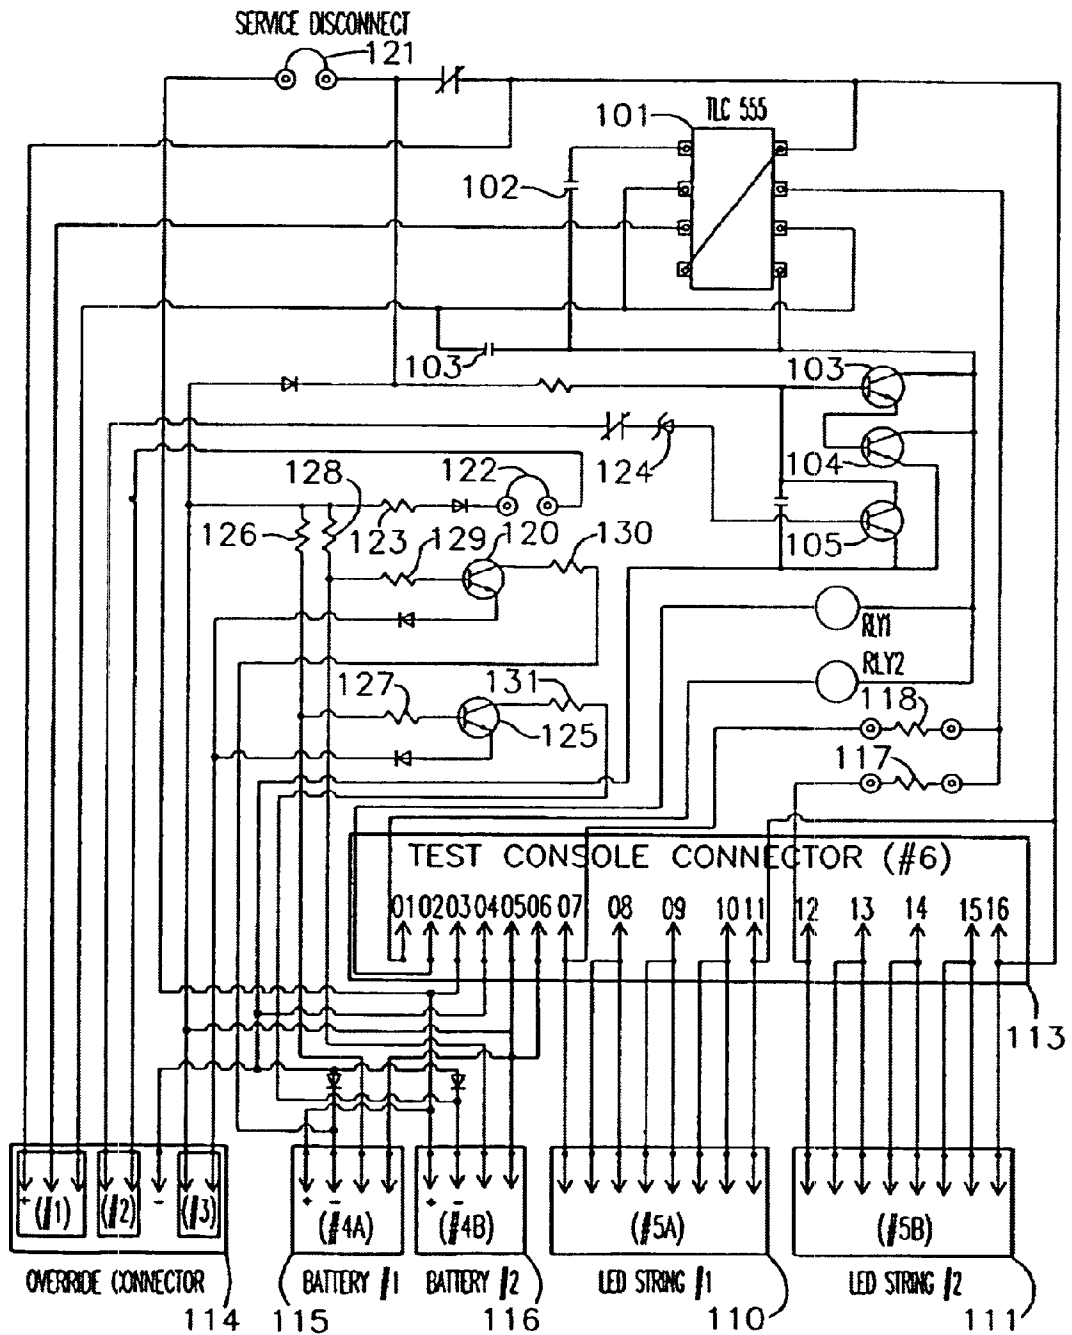 SERVICE DISCONNECT
121
101
TLC 555
102
103
103
128
122
124
104
126
123
129
120
130
105
RLY1
127
131
RLY2
118
125
117
TEST CONSOLE CONNECTOR (#6)
01 02 03 04 05 06 07 08 09 10 11 12 13 14 15 16
113
+ (#1) (#2) - (#3)
+ - (#4A)
+ - (#4B)
(#5A)
(#5B)
OVERRIDE CONNECTOR
BATTERY #1
BATTERY #2
LED STRING #1
LED STRING #2
114
115
116
110
111